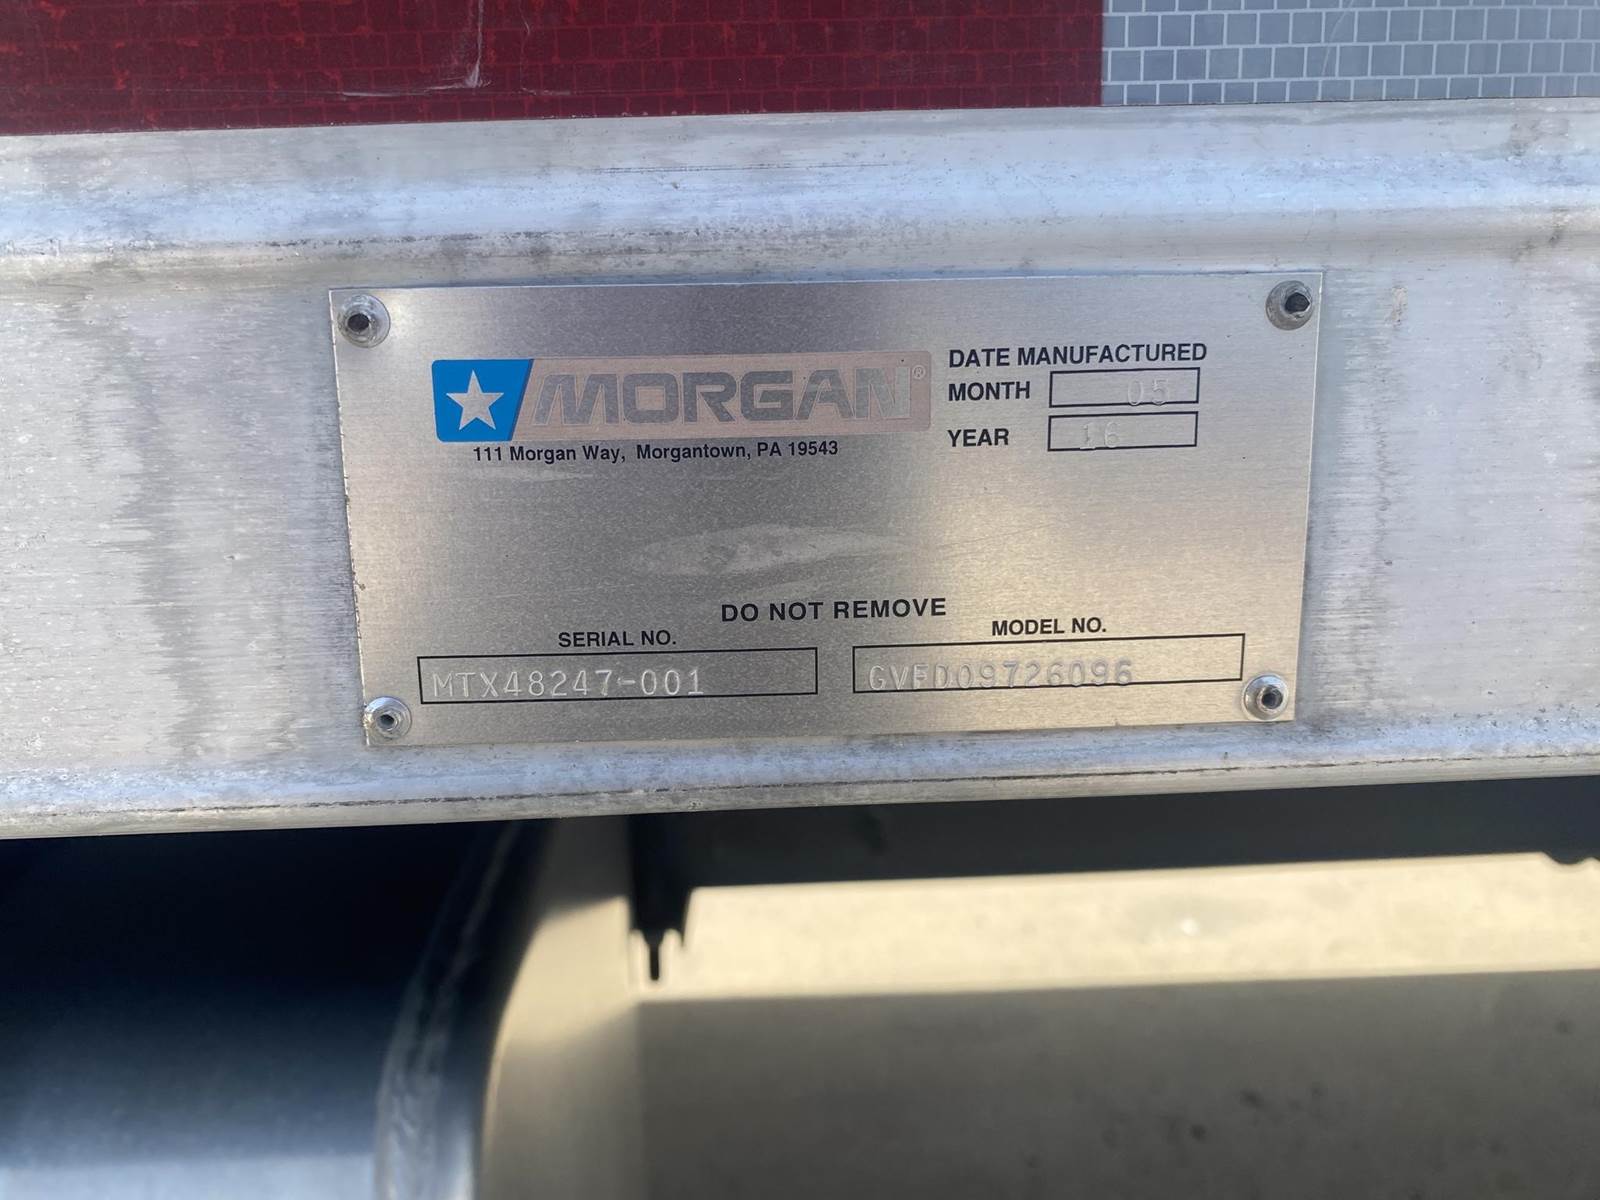 MORGAN®
111 Morgan Way, Morgantown, PA 19543
DATE MANUFACTURED
MONTH 05
YEAR 16
DO NOT REMOVE
SERIAL NO.
MTX48247-001
MODEL NO.
GVFD09726096